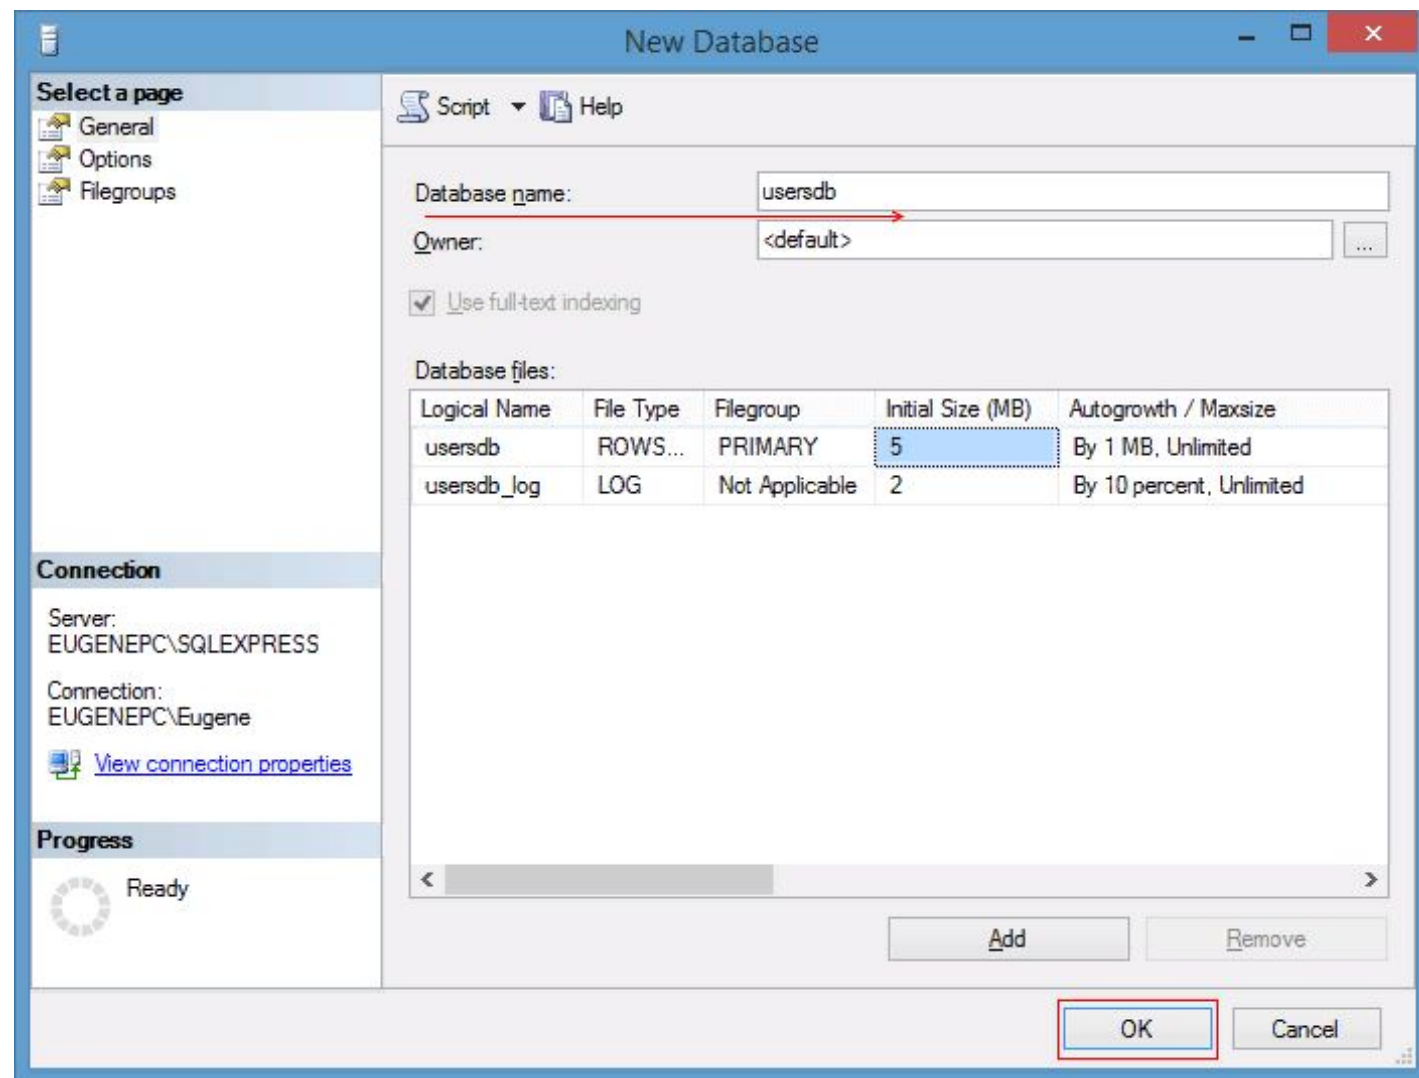 New Database
Select a page
General
Options
Filegroups
Script Help
Database name: usersdb
Owner: <default> ...
Use full-text indexing
Database files:
Logical Name File Type Filegroup Initial Size (MB) Autogrowth / Maxsize
usersdb ROWS... PRIMARY 5 By 1 MB, Unlimited
usersdb_log LOG Not Applicable 2 By 10 percent, Unlimited
Connection
Server:
EUGENEPC\SQLEXPRESS
Connection:
EUGENEPC\Eugene
View connection properties
Progress
Ready
Add Remove
OK Cancel